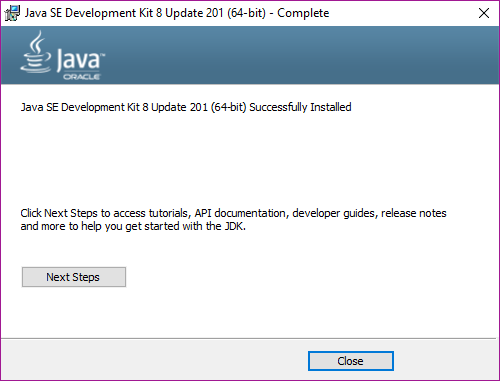 Java SE Development Kit 8 Update 201 (64-bit) - Complete
Java™
ORACLE
Java SE Development Kit 8 Update 201 (64-bit) Successfully Installed
Click Next Steps to access tutorials, API documentation, developer guides, release notes
and more to help you get started with the JDK.
Next Steps
Close